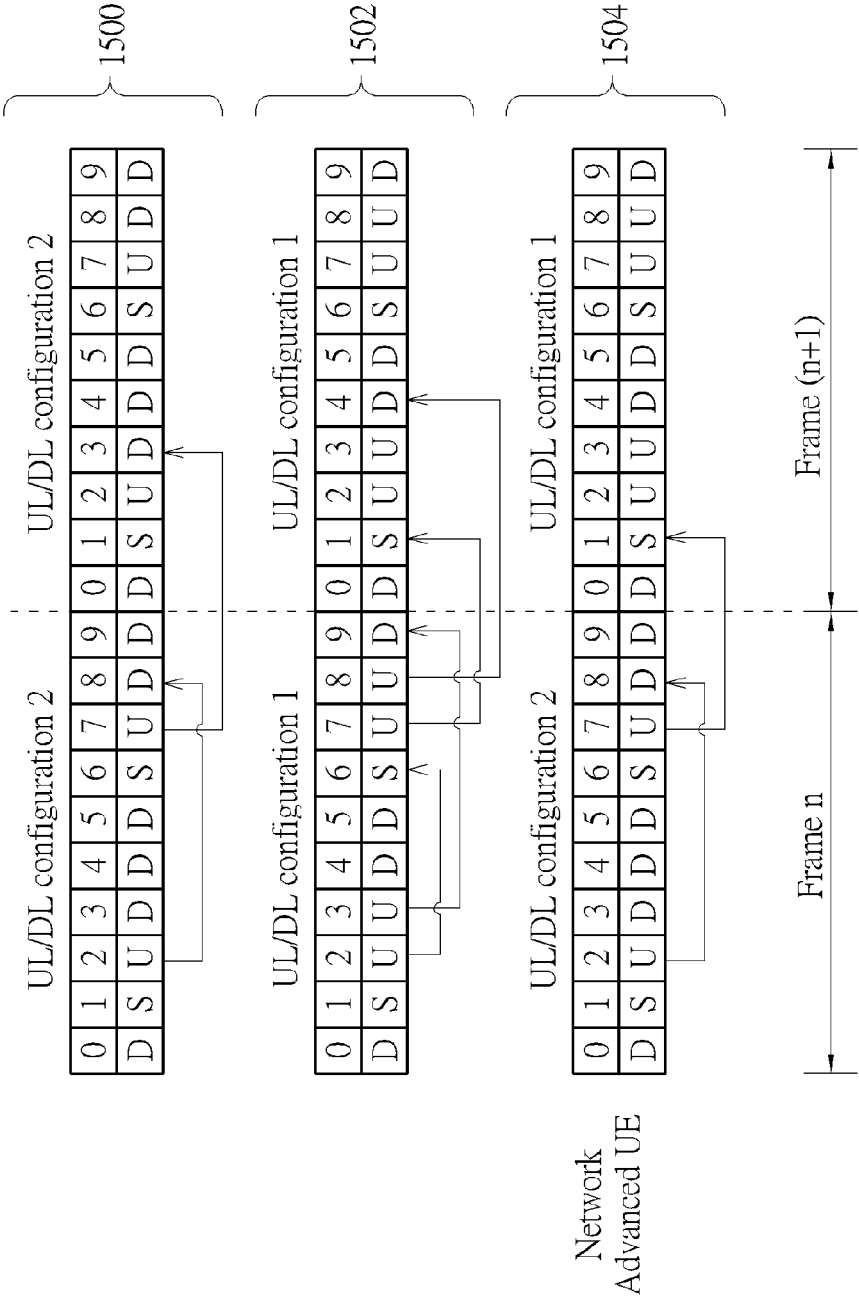 UL/DL configuration 2 UL/DL configuration 2
0 1 2 3 4 5 6 7 8 9 0 1 2 3 4 5 6 7 8 9
D S U D D D S U D D D S U D D D S U D D
1500
UL/DL configuration 1 UL/DL configuration 1
0 1 2 3 4 5 6 7 8 9 0 1 2 3 4 5 6 7 8 9
D S U U D D S U U D D S U U D D S U U D
1502
UL/DL configuration 2 UL/DL configuration 1
Network
Advanced UE
0 1 2 3 4 5 6 7 8 9 0 1 2 3 4 5 6 7 8 9
D S U D D D S U D D D S U U D D S U U D
1504
Frame n Frame (n+1)